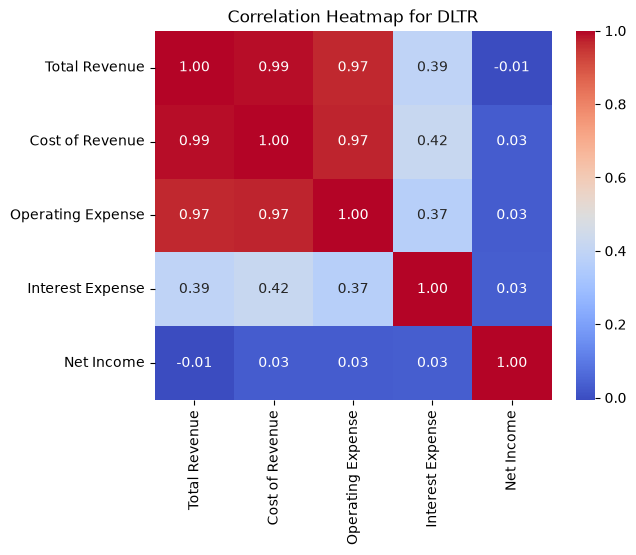 Correlation Heatmap for DLTR
Total Revenue 1.00 0.99 0.97 0.39 -0.01
Cost of Revenue 0.99 1.00 0.97 0.42 0.03
Operating Expense 0.97 0.97 1.00 0.37 0.03
Interest Expense 0.39 0.42 0.37 1.00 0.03
Net Income -0.01 0.03 0.03 0.03 1.00
Total Revenue
Cost of Revenue
Operating Expense
Interest Expense
Net Income
1.0
0.8
0.6
0.4
0.2
0.0